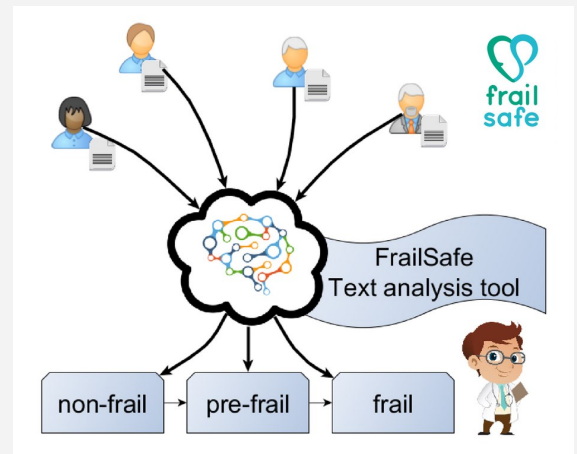 frail
safe
FrailSafe
Text analysis tool
non-frail
pre-frail
frail